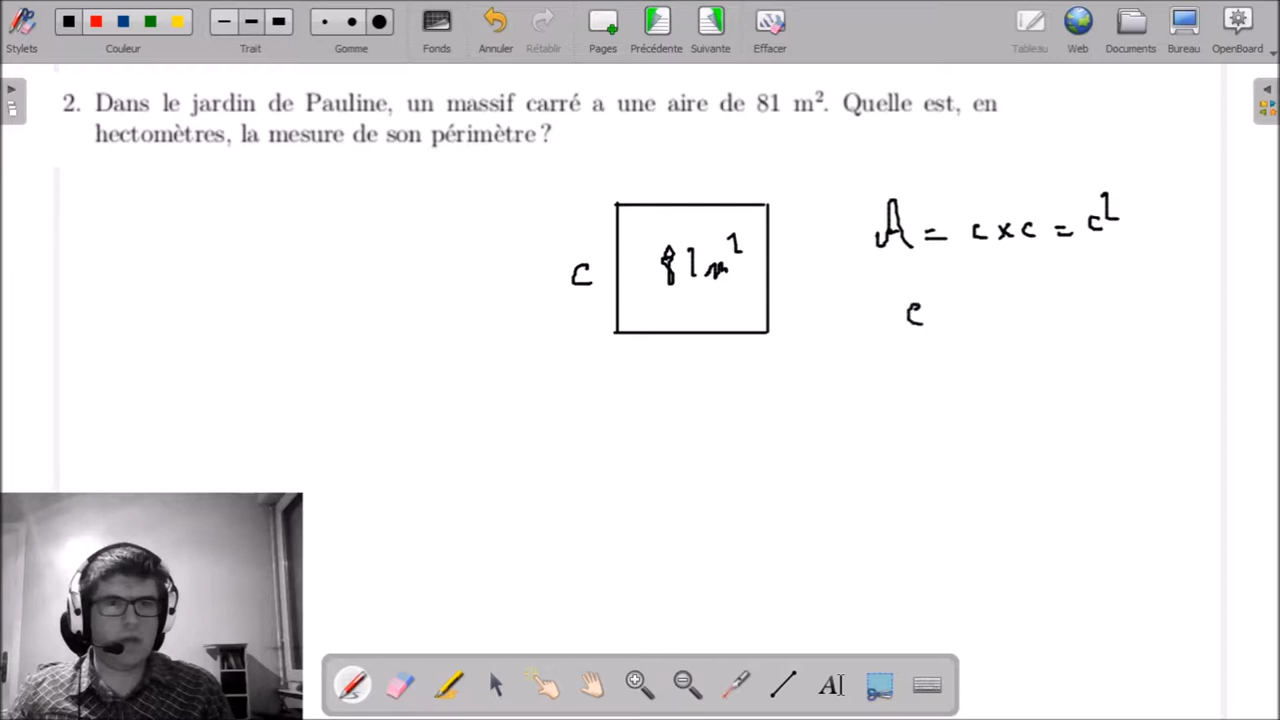 Stylets
Couleur
Trait
Gomme
Fonds
Annuler
Rétablir
Pages
Précédente
Suivante
Effacer
Tableau
Web
Documents
Bureau
OpenBoard
2. Dans le jardin de Pauline, un massif carré a une aire de 81 m². Quelle est, en
hectomètres, la mesure de son périmètre ?
c
81 m²
A = c x c = c²
c
AI